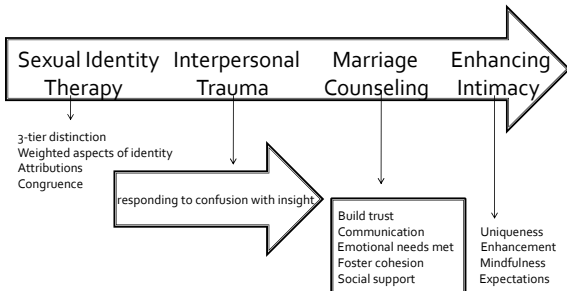 Sexual Identity Therapy
Interpersonal Trauma
Marriage Counseling
Enhancing Intimacy
3-tier distinction
Weighted aspects of identity
Attributions
Congruence
responding to confusion with insight
Build trust
Communication
Emotional needs met
Foster cohesion
Social support
Uniqueness
Enhancement
Mindfulness
Expectations